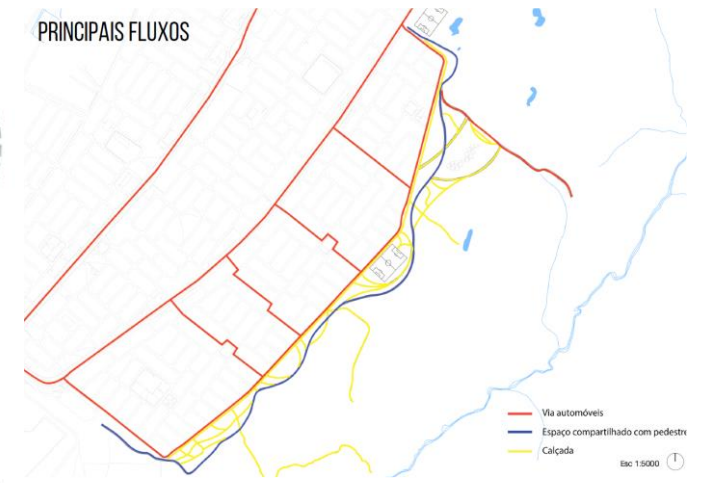 PRINCIPAIS FLUXOS
Via automóveis
Espaço compartilhado com pedestre
Calçada
Esc 1:5000